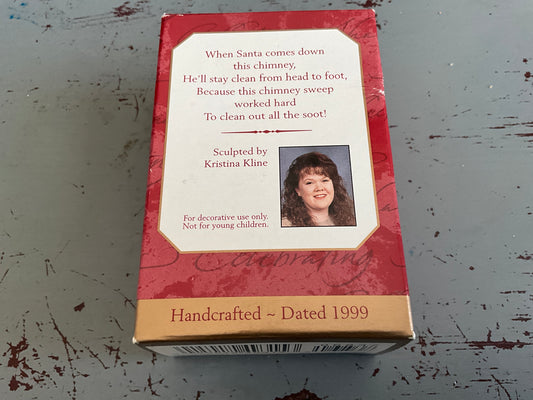 When Santa comes down
this chimney,
He'll stay clean from head to foot,
Because this chimney sweep
worked hard
To clean out all the soot!
Sculpted by
Kristina Kline
For decorative use only.
Not for young children.
Celebrating
Handcrafted ~ Dated 1999